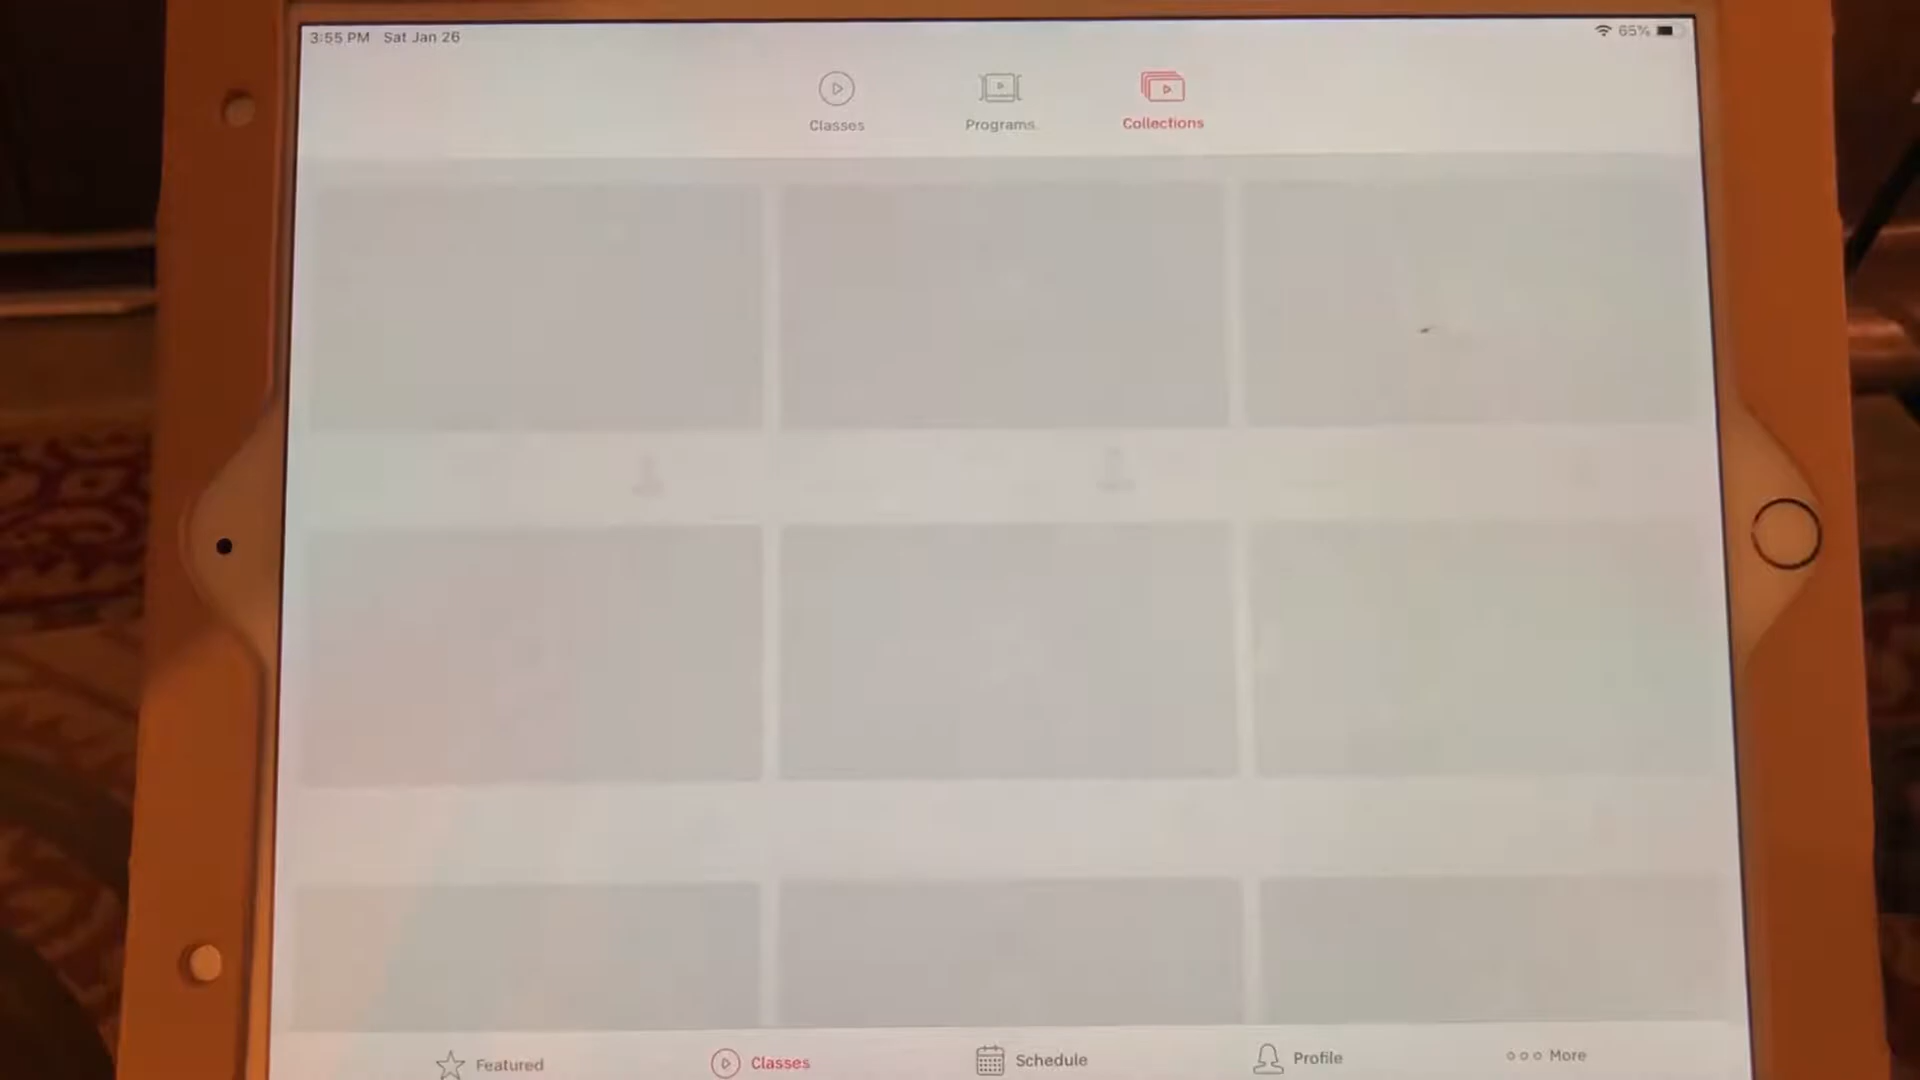 3:55 PM Sat Jan 26
65%
Classes
Programs
Collections
Featured
Classes
Schedule
Profile
More